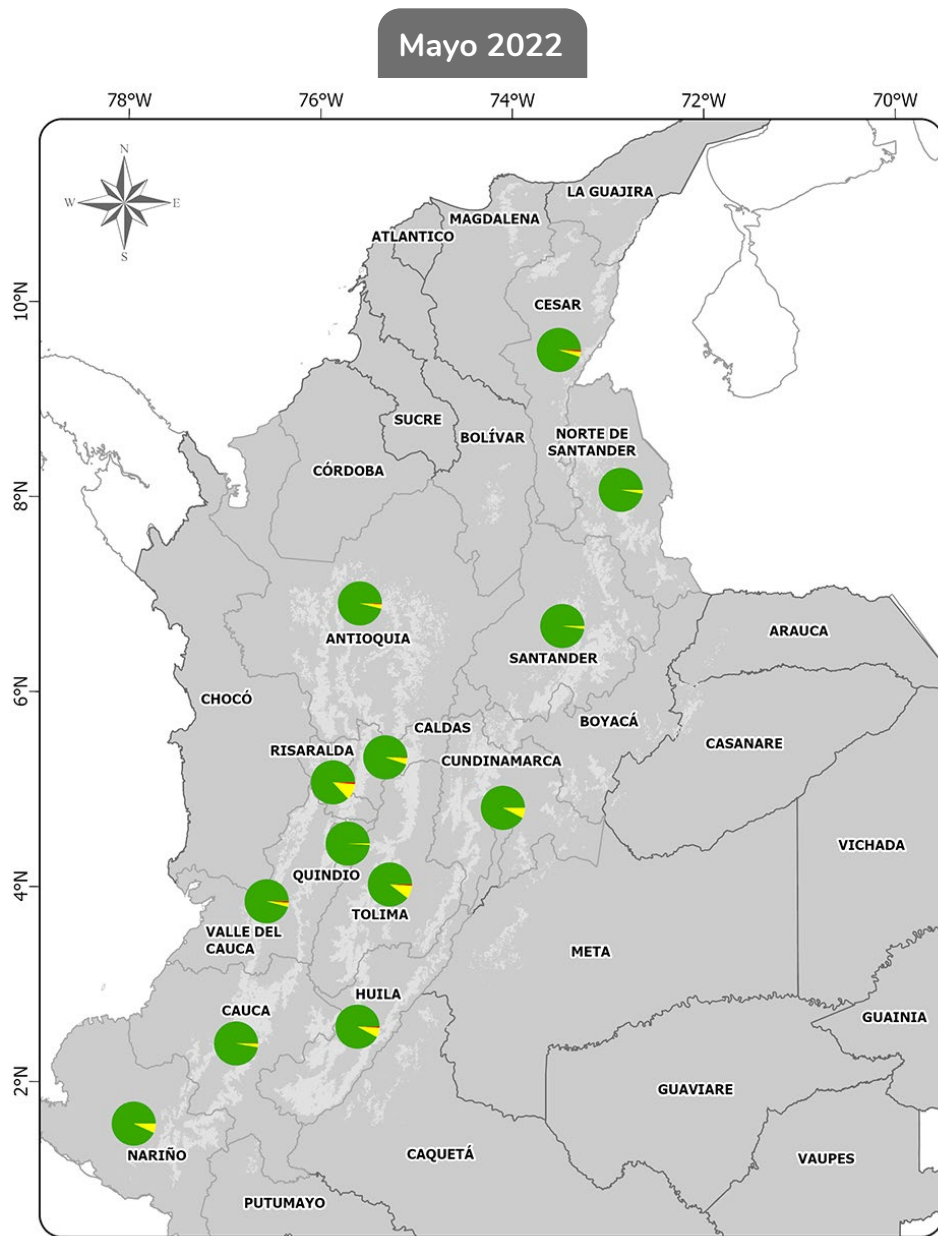 Mayo 2022
78°W
76°W
74°W
72°W
70°W
N
W
E
S
10°N
8°N
6°N
4°N
2°N
LA GUAJIRA
MAGDALENA
ATLANTICO
CESAR
SUCRE
BOLÍVAR
NORTE DE
SANTANDER
CÓRDOBA
ANTIOQUIA
SANTANDER
ARAUCA
CHOCÓ
BOYACÁ
CALDAS
RISARALDA
CUNDINAMARCA
CASANARE
VICHADA
QUINDIO
TOLIMA
VALLE DEL
CAUCA
META
HUILA
CAUCA
GUAINIA
GUAVIARE
NARIÑO
CAQUETÁ
VAUPES
PUTUMAYO